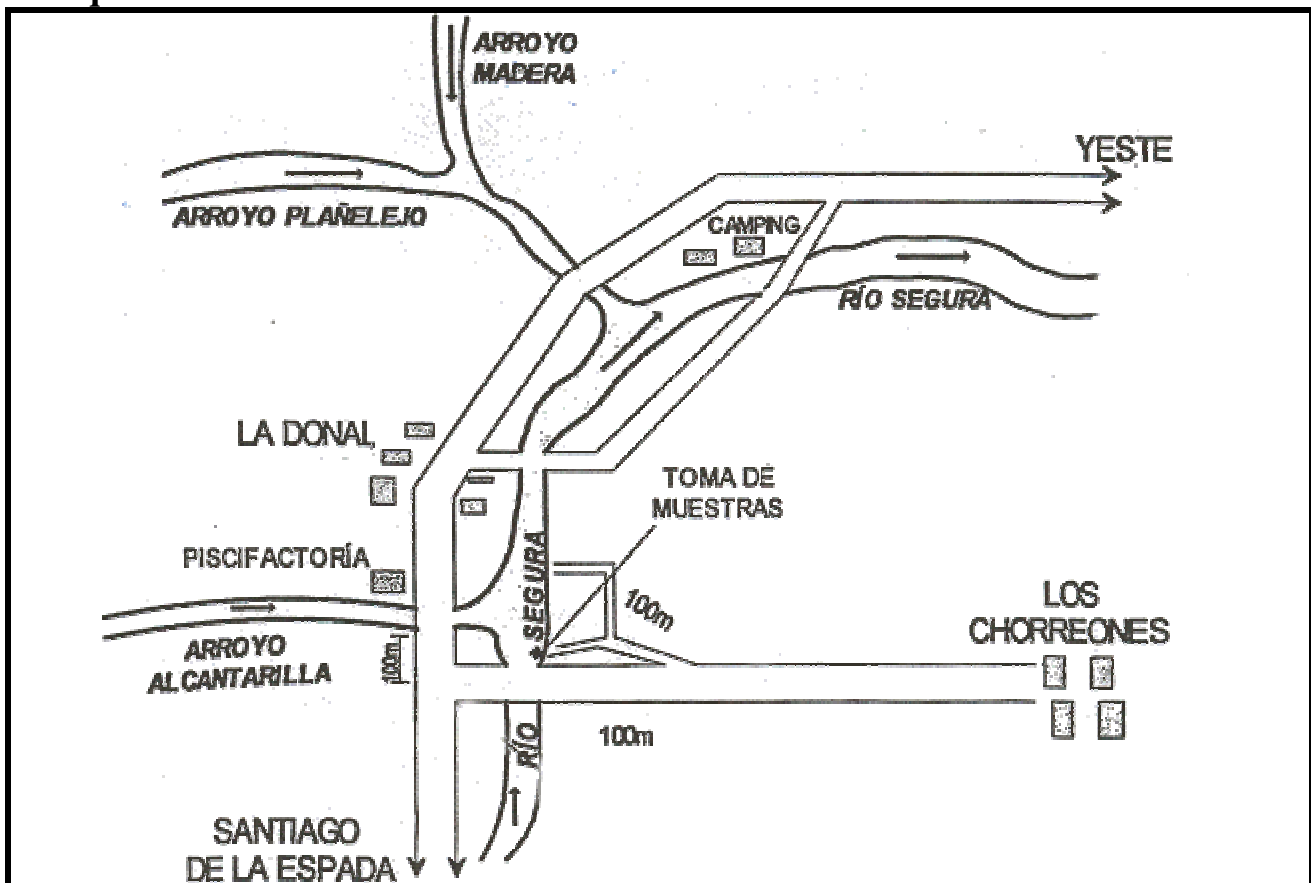 ARROYO
MADERA
YESTE
ARROYO PLAÑELEJO
CAMPING
RÍO SEGURA
LA DONAL
TOMA DE
MUESTRAS
SEGURA
PISCIFACTORÍA
100m
LOS
CHORREONES
ARROYO
ALCANTARILLA
100m
100m
RÍO
SANTIAGO
DE LA ESPADA